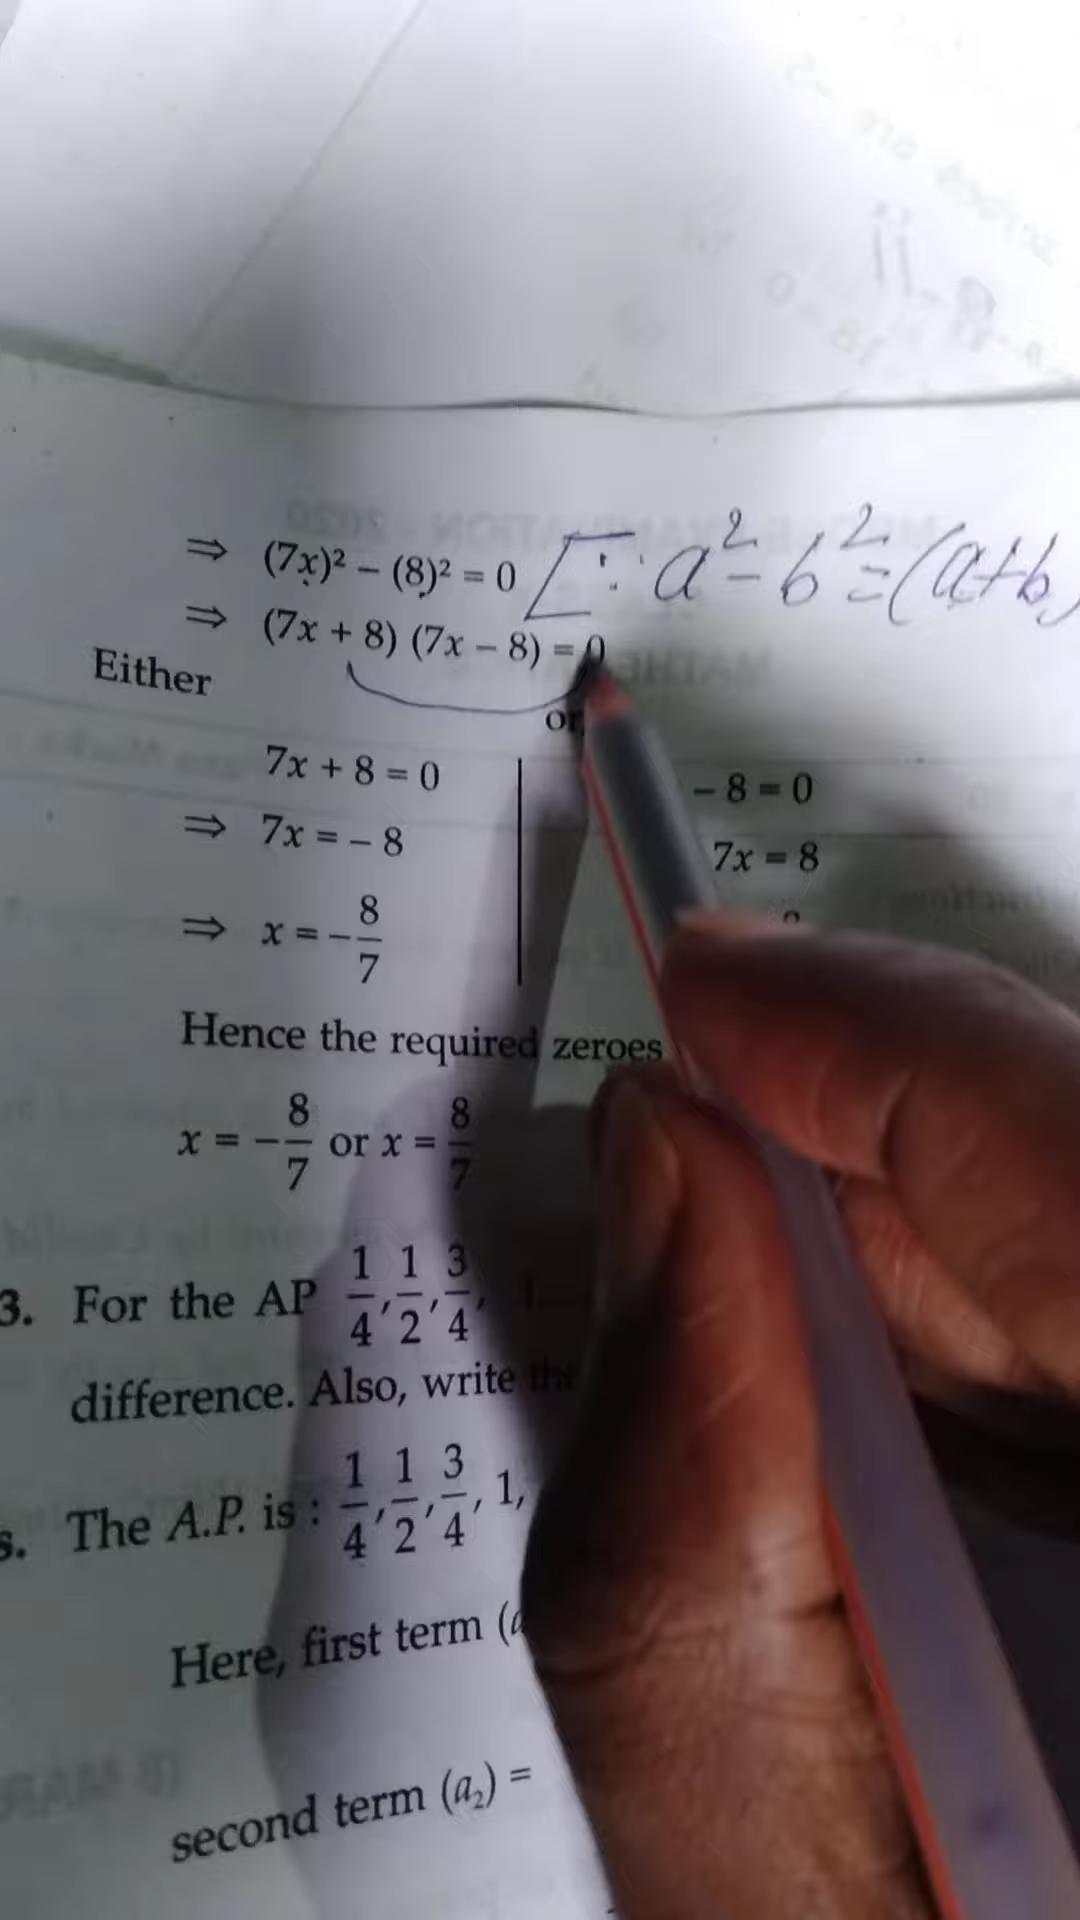 ⇒ (7x)² – (8)² = 0 [∵ a² – b² = (a+b)
⇒ (7x + 8) (7x – 8) = 0
Either or
7x + 8 = 0 – 8 = 0
⇒ 7x = – 8 7x = 8
⇒ x = – 8/7
Hence the required zeroes
x = – 8/7 or x = 8/7
3. For the AP 1/4, 1/2, 3/4,
difference. Also, write the
s. The A.P. is : 1/4, 1/2, 3/4, 1,
Here, first term (a
second term (a₂) =